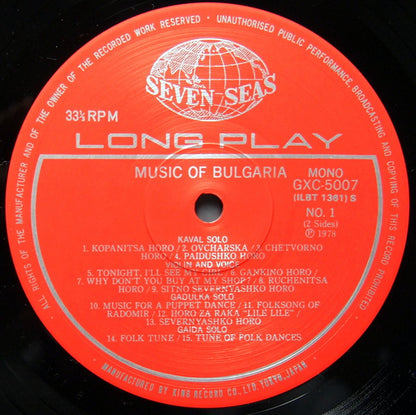 ALL RIGHTS OF THE MANUFACTURER AND OF THE OWNER OF THE RECORDED WORK RESERVED • UNAUTHORISED PUBLIC PERFORMANCE, BROADCASTING AND COPYING OF THIS RECORD PROHIBITED
SEVEN SEAS
33⅓ RPM
LONG PLAY
MUSIC OF BULGARIA
MONO
GXC-5007
(ILBT 1361) S
NO. 1
(2 Sides)
Ⓟ 1978
KAVAL SOLO
1. KOPANITSA HORO / 2. OVCHARSKA / 3. CHETVORNO
HORO / 4. PAIDUSHKO HORO
VIOLIN AND VOICE
5. TONIGHT, I'LL SEE MY GIRL / 6. GANKINO HORO /
7. WHY DON'T YOU BUY AT MY SHOP? / 8. RUCHENITSA
HORO / 9. SITNO SEVERNYASHKO HORO
GADULKA SOLO
10. MUSIC FOR A PUPPET DANCE / 11. FOLKSONG OF
RADOMIR / 12. HORO ZA RAKA "LILE LILE" /
13. SEVERNYASHKO HORO
GAIDA SOLO
14. FOLK TUNE / 15. TUNE OF FOLK DANCES
MANUFACTURED BY KING RECORD CO., LTD. TOKYO, JAPAN